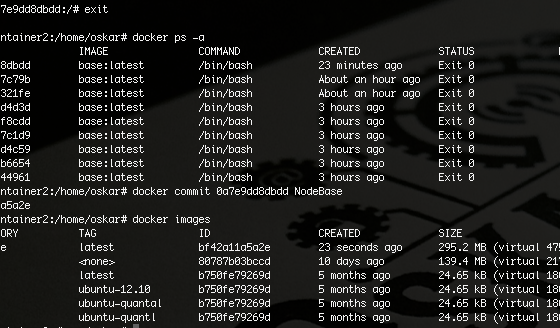 7e9dd8dbdd:/# exit
ntainer2:/home/oskar# docker ps -a
IMAGE COMMAND CREATED STATUS
8dbdd base:latest /bin/bash 23 minutes ago Exit 0
7c79b base:latest /bin/bash About an hour ago Exit 0
321fe base:latest /bin/bash About an hour ago Exit 0
d4d3d base:latest /bin/bash 3 hours ago Exit 0
f8cdd base:latest /bin/bash 3 hours ago Exit 0
7c1d9 base:latest /bin/bash 3 hours ago Exit 0
d4c59 base:latest /bin/bash 3 hours ago Exit 0
b6654 base:latest /bin/bash 3 hours ago Exit 0
44961 base:latest /bin/bash 3 hours ago Exit 0
ntainer2:/home/oskar# docker commit 0a7e9dd8dbdd NodeBase
a5a2e
ntainer2:/home/oskar# docker images
ORY TAG ID CREATED SIZE
e latest bf42a11a5a2e 23 seconds ago 295.2 MB (virtual 475
<none> 80787b03bccd 10 days ago 139.4 MB (virtual 217
latest b750fe79269d 5 months ago 24.65 kB (virtual 180
ubuntu-12.10 b750fe79269d 5 months ago 24.65 kB (virtual 180
ubuntu-quantal b750fe79269d 5 months ago 24.65 kB (virtual 180
ubuntu-quantl b750fe79269d 5 months ago 24.65 kB (virtual 180